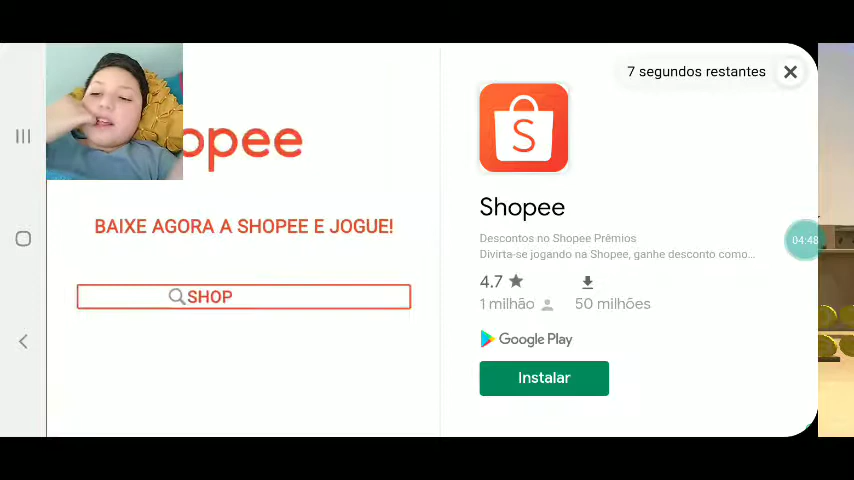 opee
BAIXE AGORA A SHOPEE E JOGUE!
SHOP
7 segundos restantes
S
Shopee
Descontos no Shopee Prêmios
Divirta-se jogando na Shopee, ganhe desconto como...
4.7
1 milhão 50 milhões
Google Play
Instalar
04:48